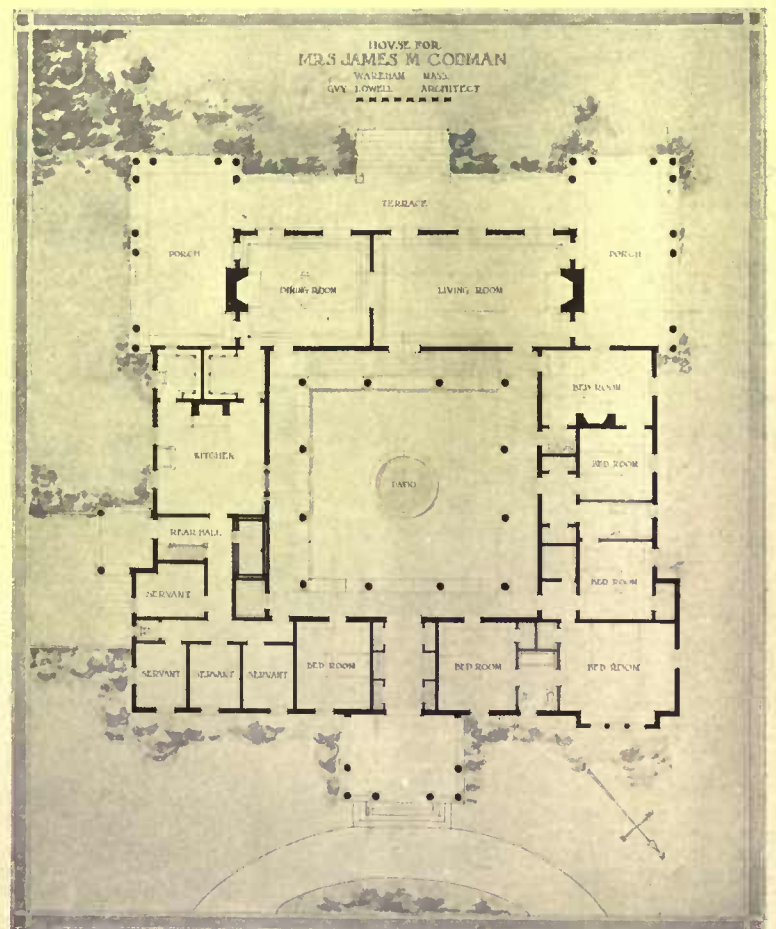 HOVSE FOR
MRS JAMES M CODMAN
WAREHAM MASS.
GVY LOWELL ARCHITECT
TERRACE
PORCH
PORCH
DINING ROOM
LIVING ROOM
BED ROOM
KITCHEN
BED ROOM
PATIO
REAR HALL
BED ROOM
SERVANT
SERVANT
SERVANT
SERVANT
BED ROOM
BED ROOM
BED ROOM